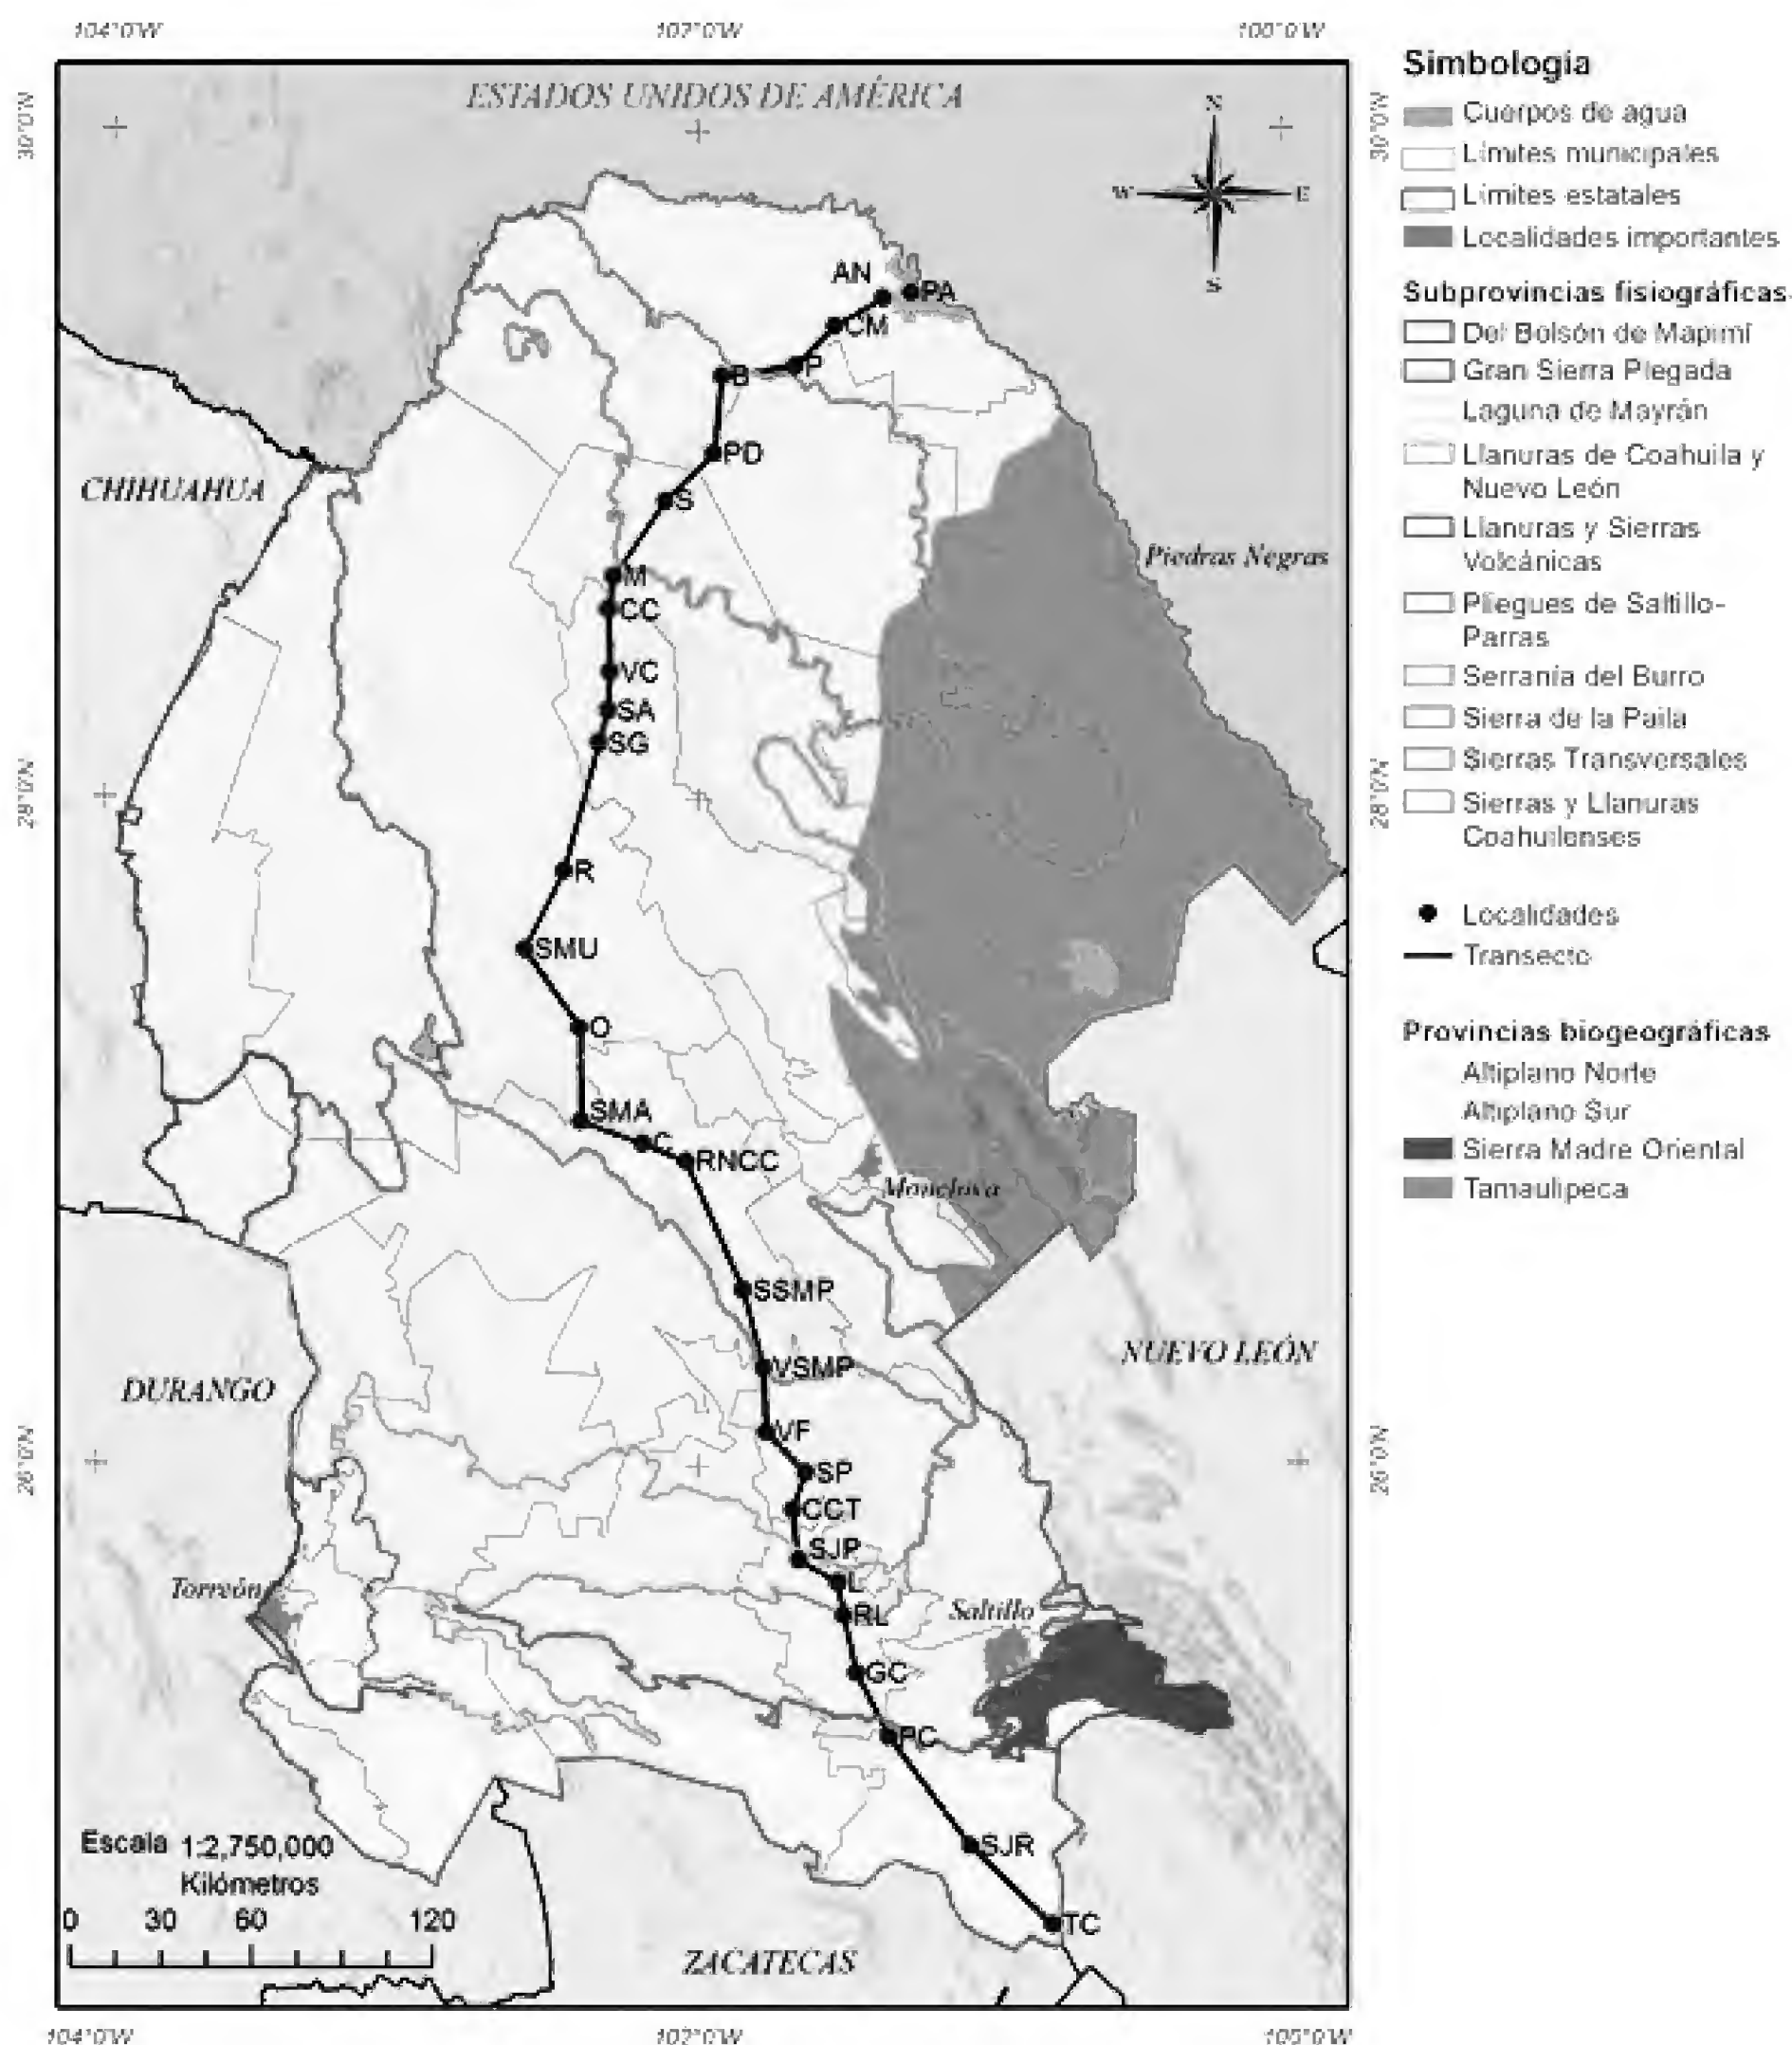 104°0'W 102°0'W 100°0'W
30°0'N 30°0'N
ESTADOS UNIDOS DE AMÉRICA
N
W E
S
AN
PA
CM
P
B
PD
CHIHUAHUA
S
Piedras Negras
M
CC
VC
SA
SG
28°0'N 28°0'N
R
SMU
O
SMA
C
RNCC
Monclova
SSMP
NUEVO LEÓN
VSMP
DURANGO
VF
26°0'N 26°0'N
SP
CCT
SJP
Torreón
L
Saltillo
RL
GC
PC
Escala 1:2,750,000
SJR
Kilómetros
0 30 60 120
TC
ZACATECAS
104°0'W 102°0'W 100°0'W
Simbología
Cuerpos de agua
Límites municipales
Límites estatales
Localidades importantes
Subprovincias fisiográficas
Del Bolsón de Mapimí
Gran Sierra Plegada
Laguna de Mayrán
Llanuras de Coahuila y
Nuevo León
Llanuras y Sierras
Volcánicas
Pliegues de Saltillo-
Parras
Serranía del Burro
Sierra de la Paila
Sierras Transversales
Sierras y Llanuras
Coahuilenses
Localidades
Transecto
Provincias biogeográficas
Altiplano Norte
Altiplano Sur
Sierra Madre Oriental
Tamaulipeca